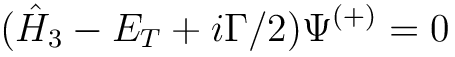 $(\hat{H}_3 - E_T + i\Gamma/2)\Psi^{(+)} = 0$